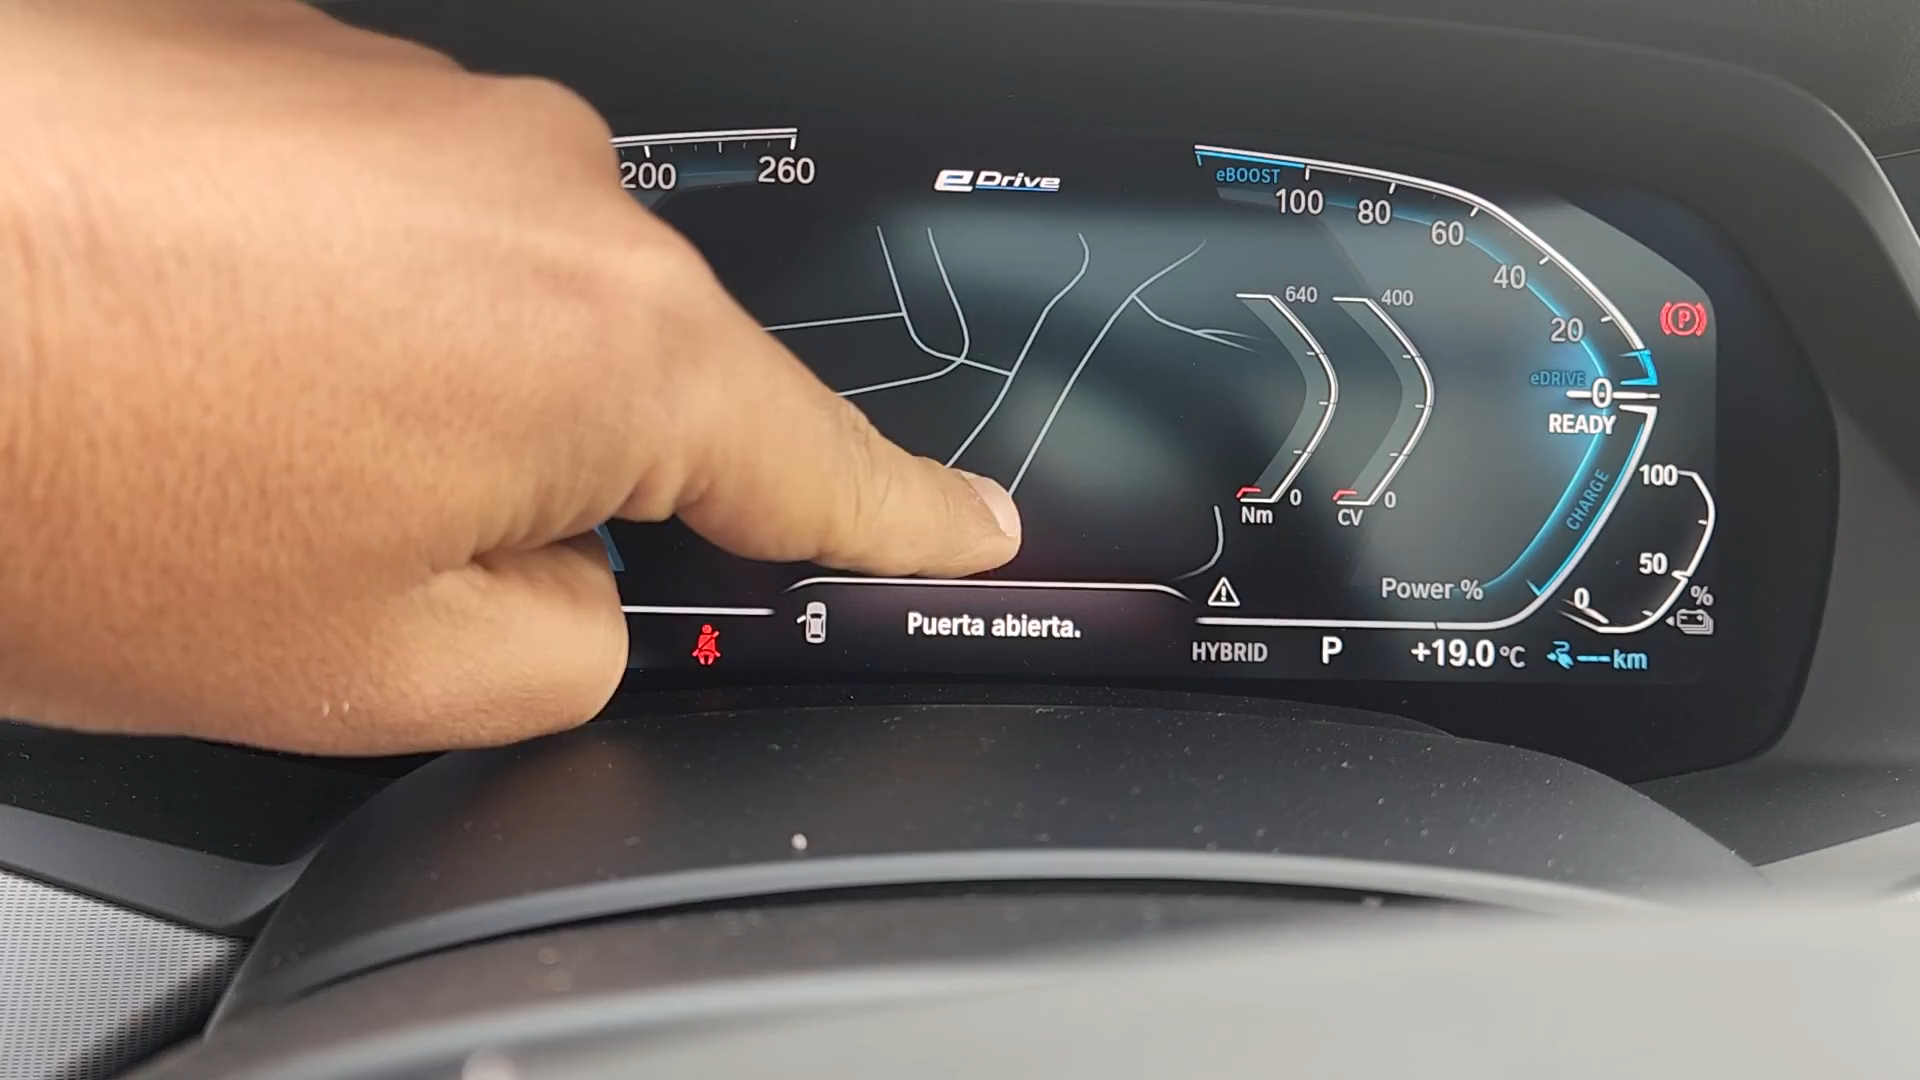 200
260
eDrive
eBOOST
100
80
60
40
20
eDRIVE
0
READY
CHARGE
Power %
640
0
Nm
400
0
CV
P
100
50
0
%
Puerta abierta.
HYBRID
P
+19.0 °C
---km